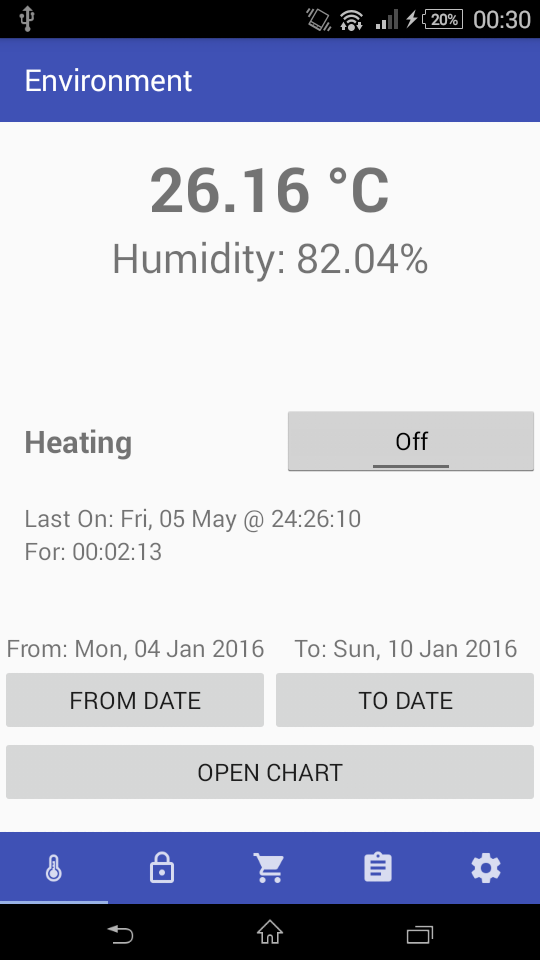 20% 00:30
Environment
26.16 °C
Humidity: 82.04%
Heating Off
Last On: Fri, 05 May @ 24:26:10
For: 00:02:13
From: Mon, 04 Jan 2016 To: Sun, 10 Jan 2016
FROM DATE TO DATE
OPEN CHART